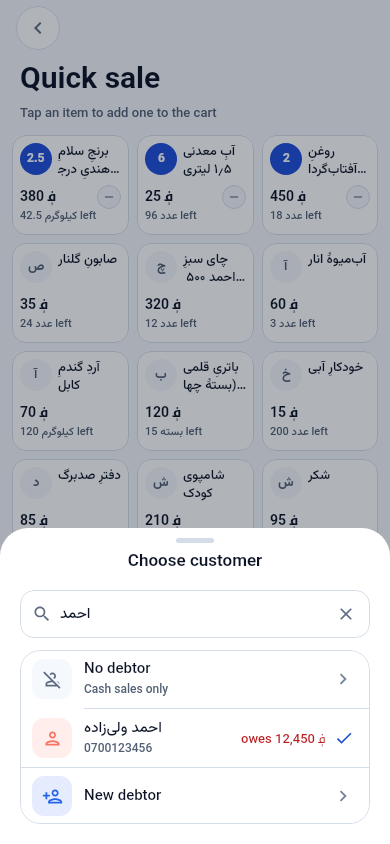 Quick sale
Tap an item to add one to the cart
2.5
برنج سلام
هندیِ درج...
380 ؋
42.5 کیلوگرم left
6
آب معدنی
۱٫۵ لیتری
25 ؋
96 عدد left
2
روغن
آفتاب‌گردا...
450 ؋
18 عدد left
ص
صابون گلنار
35 ؋
24 عدد left
چ
چای سبز
احمد ۵۰۰...
320 ؋
12 عدد left
آ
آب‌میوهٔ انار
60 ؋
3 عدد left
آ
آرد گندم
کابل
70 ؋
120 کیلوگرم left
ب
باتری قلمی
(بستهٔ چها...
120 ؋
15 بسته left
خ
خودکار آبی
15 ؋
200 عدد left
د
دفتر صدبرگ
85 ؋
ش
شامپوی
کودک
210 ؋
ش
شکر
95 ؋
Choose customer
احمد
No debtor
Cash sales only
احمد ولی‌زاده
0700123456
owes 12,450 ؋
New debtor